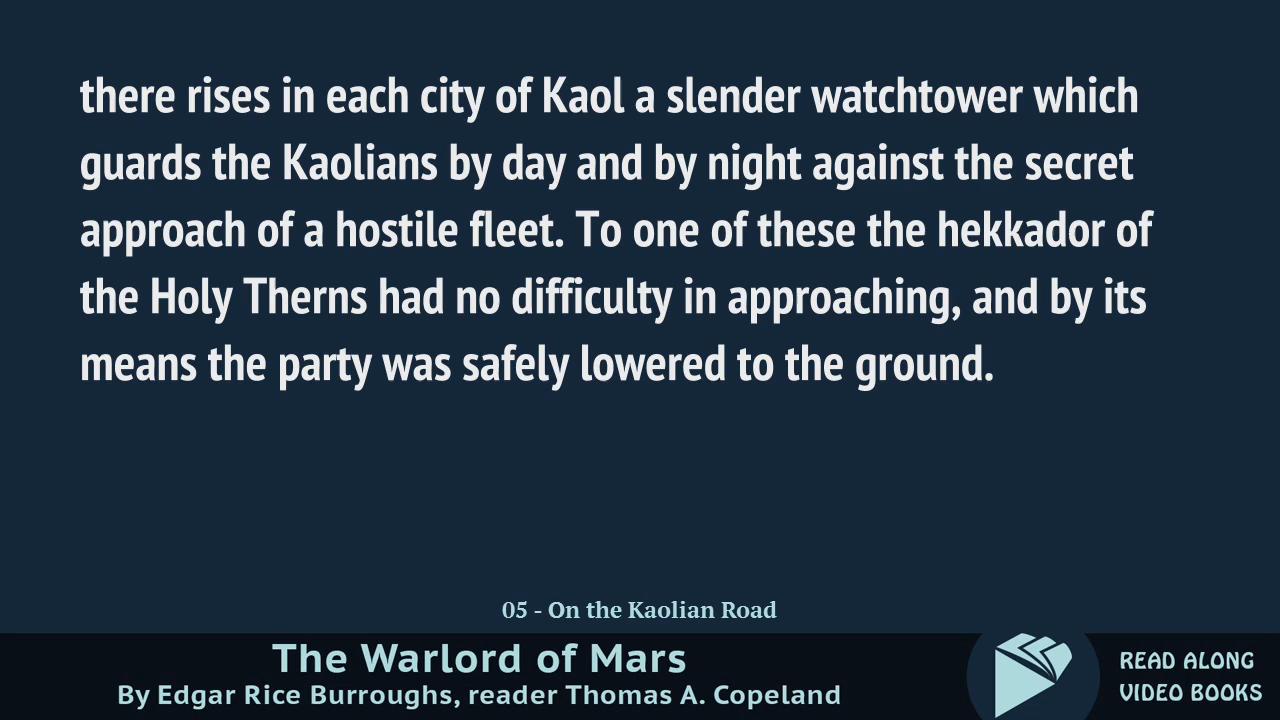 there rises in each city of Kaol a slender watchtower which
guards the Kaolians by day and by night against the secret
approach of a hostile fleet. To one of these the hekkador of
the Holy Therns had no difficulty in approaching, and by its
means the party was safely lowered to the ground.
05 - On the Kaolian Road
The Warlord of Mars
By Edgar Rice Burroughs, reader Thomas A. Copeland
READ ALONG
VIDEO BOOKS